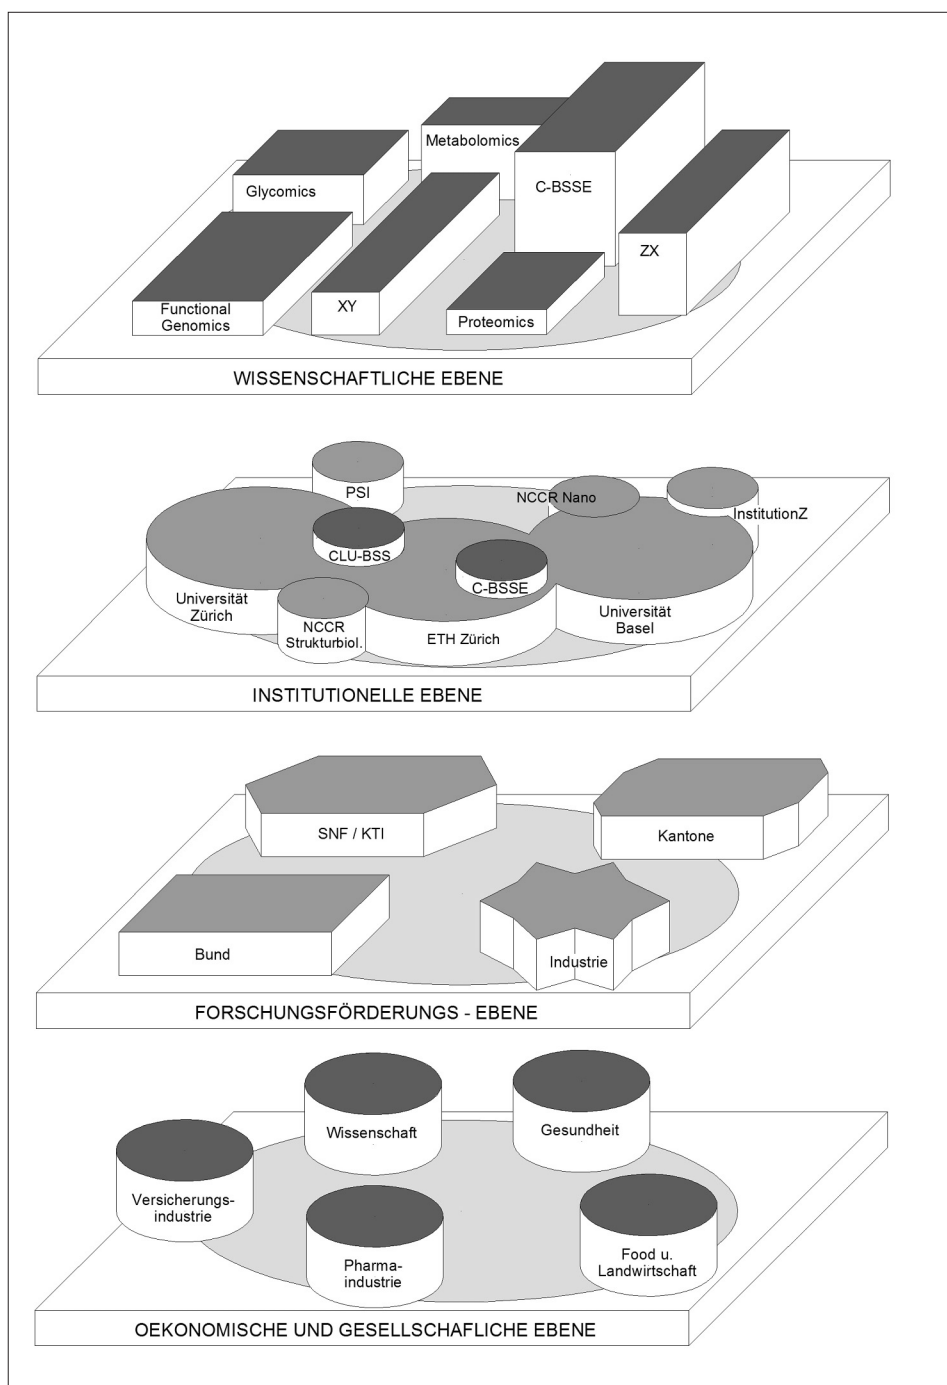 Metabolomics
C-BSSE
Glycomics
ZX
Functional
Genomics
XY
Proteomics
WISSENSCHAFTLICHE EBENE
PSI
NCCR Nano
InstitutionZ
CLU-BSS
C-BSSE
Universität
Zürich
NCCR
Strukturbiol.
ETH Zürich
Universität
Basel
INSTITUTIONELLE EBENE
SNF / KTI
Kantone
Bund
Industrie
FORSCHUNGSFÖRDERUNGS - EBENE
Wissenschaft
Gesundheit
Versicherungs-
industrie
Pharma-
industrie
Food u.
Landwirtschaft
OEKONOMISCHE UND GESELLSCHAFLICHE EBENE